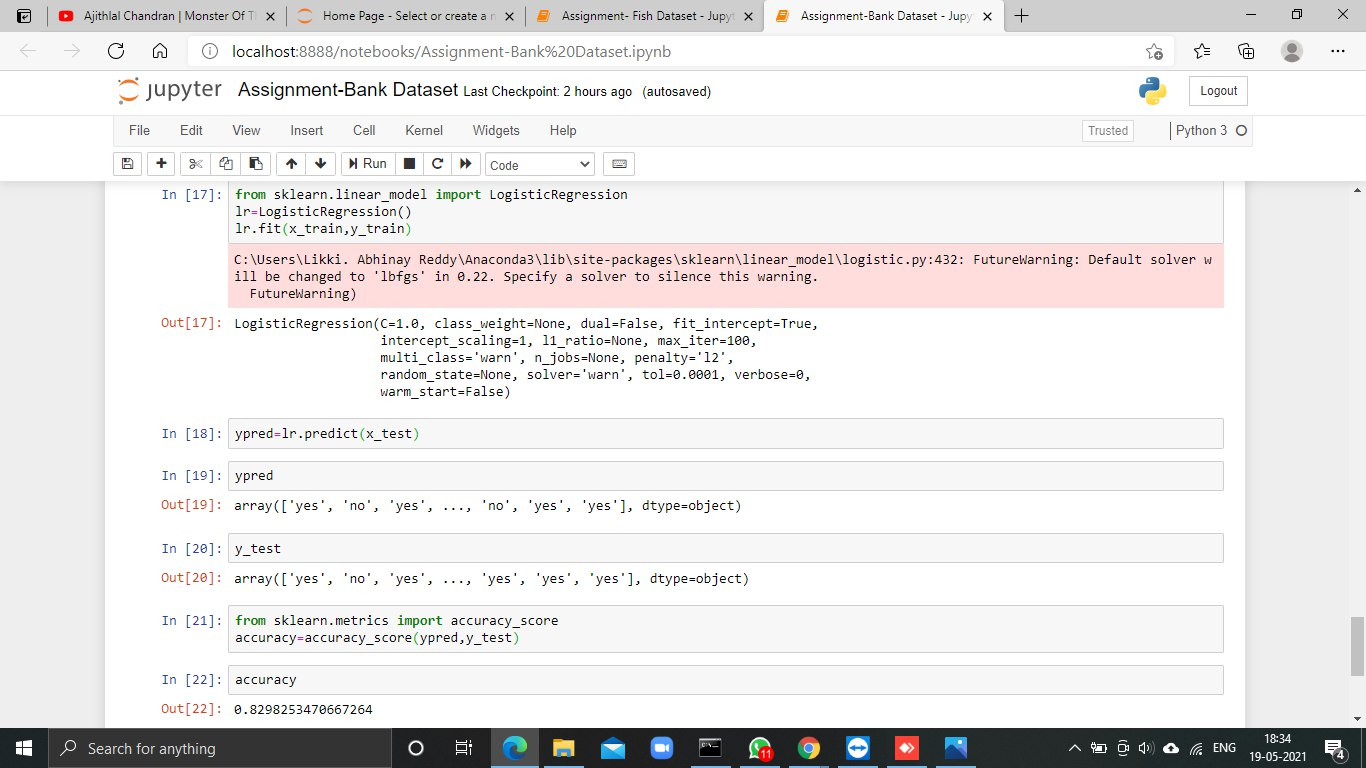 Ajithlal Chandran | Monster Of Th
Home Page - Select or create a n
Assignment- Fish Dataset - Jupyt
Assignment-Bank Dataset - Jupy
localhost:8888/notebooks/Assignment-Bank%20Dataset.ipynb
jupyter Assignment-Bank Dataset Last Checkpoint: 2 hours ago (autosaved)
Logout
File Edit View Insert Cell Kernel Widgets Help
Trusted
Python 3
Run
Code
In [17]: from sklearn.linear_model import LogisticRegression
lr=LogisticRegression()
lr.fit(x_train,y_train)
C:\Users\Likki. Abhinay Reddy\Anaconda3\lib\site-packages\sklearn\linear_model\logistic.py:432: FutureWarning: Default solver w
ill be changed to 'lbfgs' in 0.22. Specify a solver to silence this warning.
FutureWarning)
Out[17]: LogisticRegression(C=1.0, class_weight=None, dual=False, fit_intercept=True,
intercept_scaling=1, l1_ratio=None, max_iter=100,
multi_class='warn', n_jobs=None, penalty='l2',
random_state=None, solver='warn', tol=0.0001, verbose=0,
warm_start=False)
In [18]: ypred=lr.predict(x_test)
In [19]: ypred
Out[19]: array(['yes', 'no', 'yes', ..., 'no', 'yes', 'yes'], dtype=object)
In [20]: y_test
Out[20]: array(['yes', 'no', 'yes', ..., 'yes', 'yes', 'yes'], dtype=object)
In [21]: from sklearn.metrics import accuracy_score
accuracy=accuracy_score(ypred,y_test)
In [22]: accuracy
Out[22]: 0.8298253470667264
Search for anything
11
ENG
18:34
19-05-2021
4